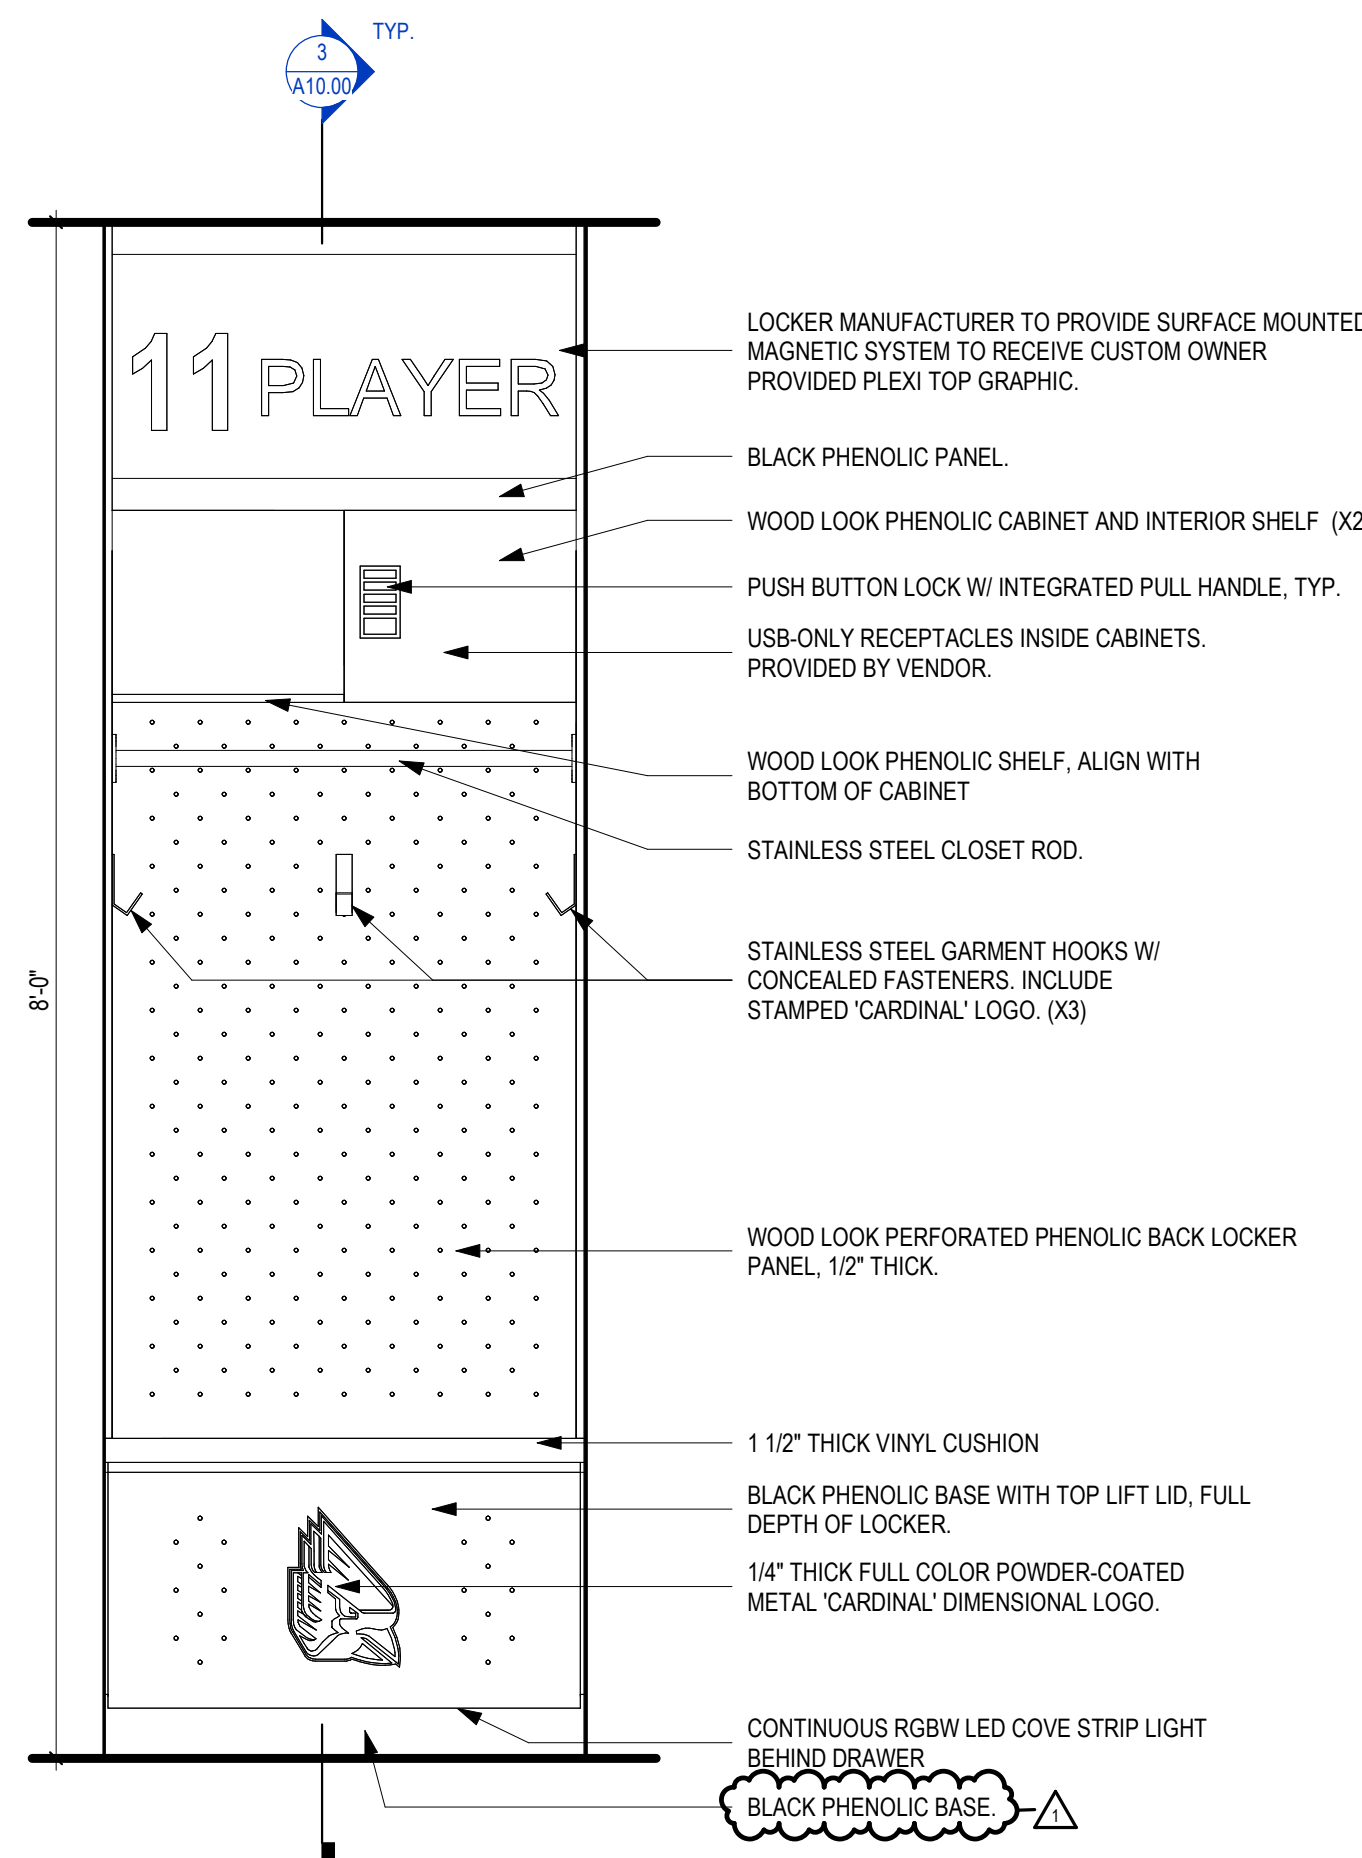 TYP.
3
A10.00
11 PLAYER
LOCKER MANUFACTURER TO PROVIDE SURFACE MOUNTED
MAGNETIC SYSTEM TO RECEIVE CUSTOM OWNER
PROVIDED PLEXI TOP GRAPHIC.
BLACK PHENOLIC PANEL.
WOOD LOOK PHENOLIC CABINET AND INTERIOR SHELF (X2
PUSH BUTTON LOCK W/ INTEGRATED PULL HANDLE, TYP.
USB-ONLY RECEPTACLES INSIDE CABINETS.
PROVIDED BY VENDOR.
WOOD LOOK PHENOLIC SHELF, ALIGN WITH
BOTTOM OF CABINET
STAINLESS STEEL CLOSET ROD.
STAINLESS STEEL GARMENT HOOKS W/
CONCEALED FASTENERS. INCLUDE
STAMPED 'CARDINAL' LOGO. (X3)
8'-0"
WOOD LOOK PERFORATED PHENOLIC BACK LOCKER
PANEL, 1/2" THICK.
1 1/2" THICK VINYL CUSHION
BLACK PHENOLIC BASE WITH TOP LIFT LID, FULL
DEPTH OF LOCKER.
1/4" THICK FULL COLOR POWDER-COATED
METAL 'CARDINAL' DIMENSIONAL LOGO.
CONTINUOUS RGBW LED COVE STRIP LIGHT
BEHIND DRAWER
BLACK PHENOLIC BASE.
1